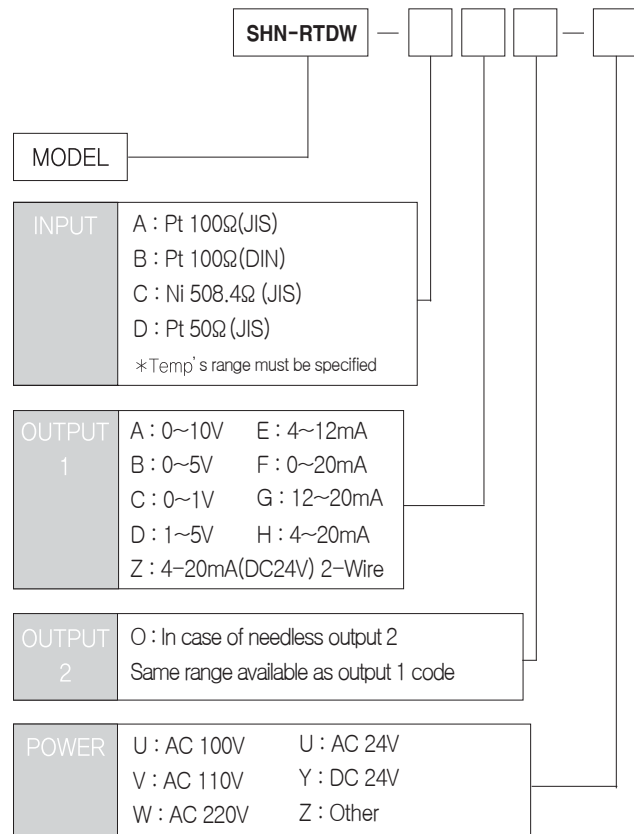 SHN-RTDW — —
MODEL
INPUT
A : Pt 100Ω(JIS)
B : Pt 100Ω(DIN)
C : Ni 508.4Ω (JIS)
D : Pt 50Ω (JIS)
*Temp's range must be specified
OUTPUT
1
A : 0~10V E : 4~12mA
B : 0~5V F : 0~20mA
C : 0~1V G : 12~20mA
D : 1~5V H : 4~20mA
Z : 4-20mA(DC24V) 2-Wire
OUTPUT
2
O : In case of needless output 2
Same range available as output 1 code
POWER
U : AC 100V U : AC 24V
V : AC 110V Y : DC 24V
W : AC 220V Z : Other